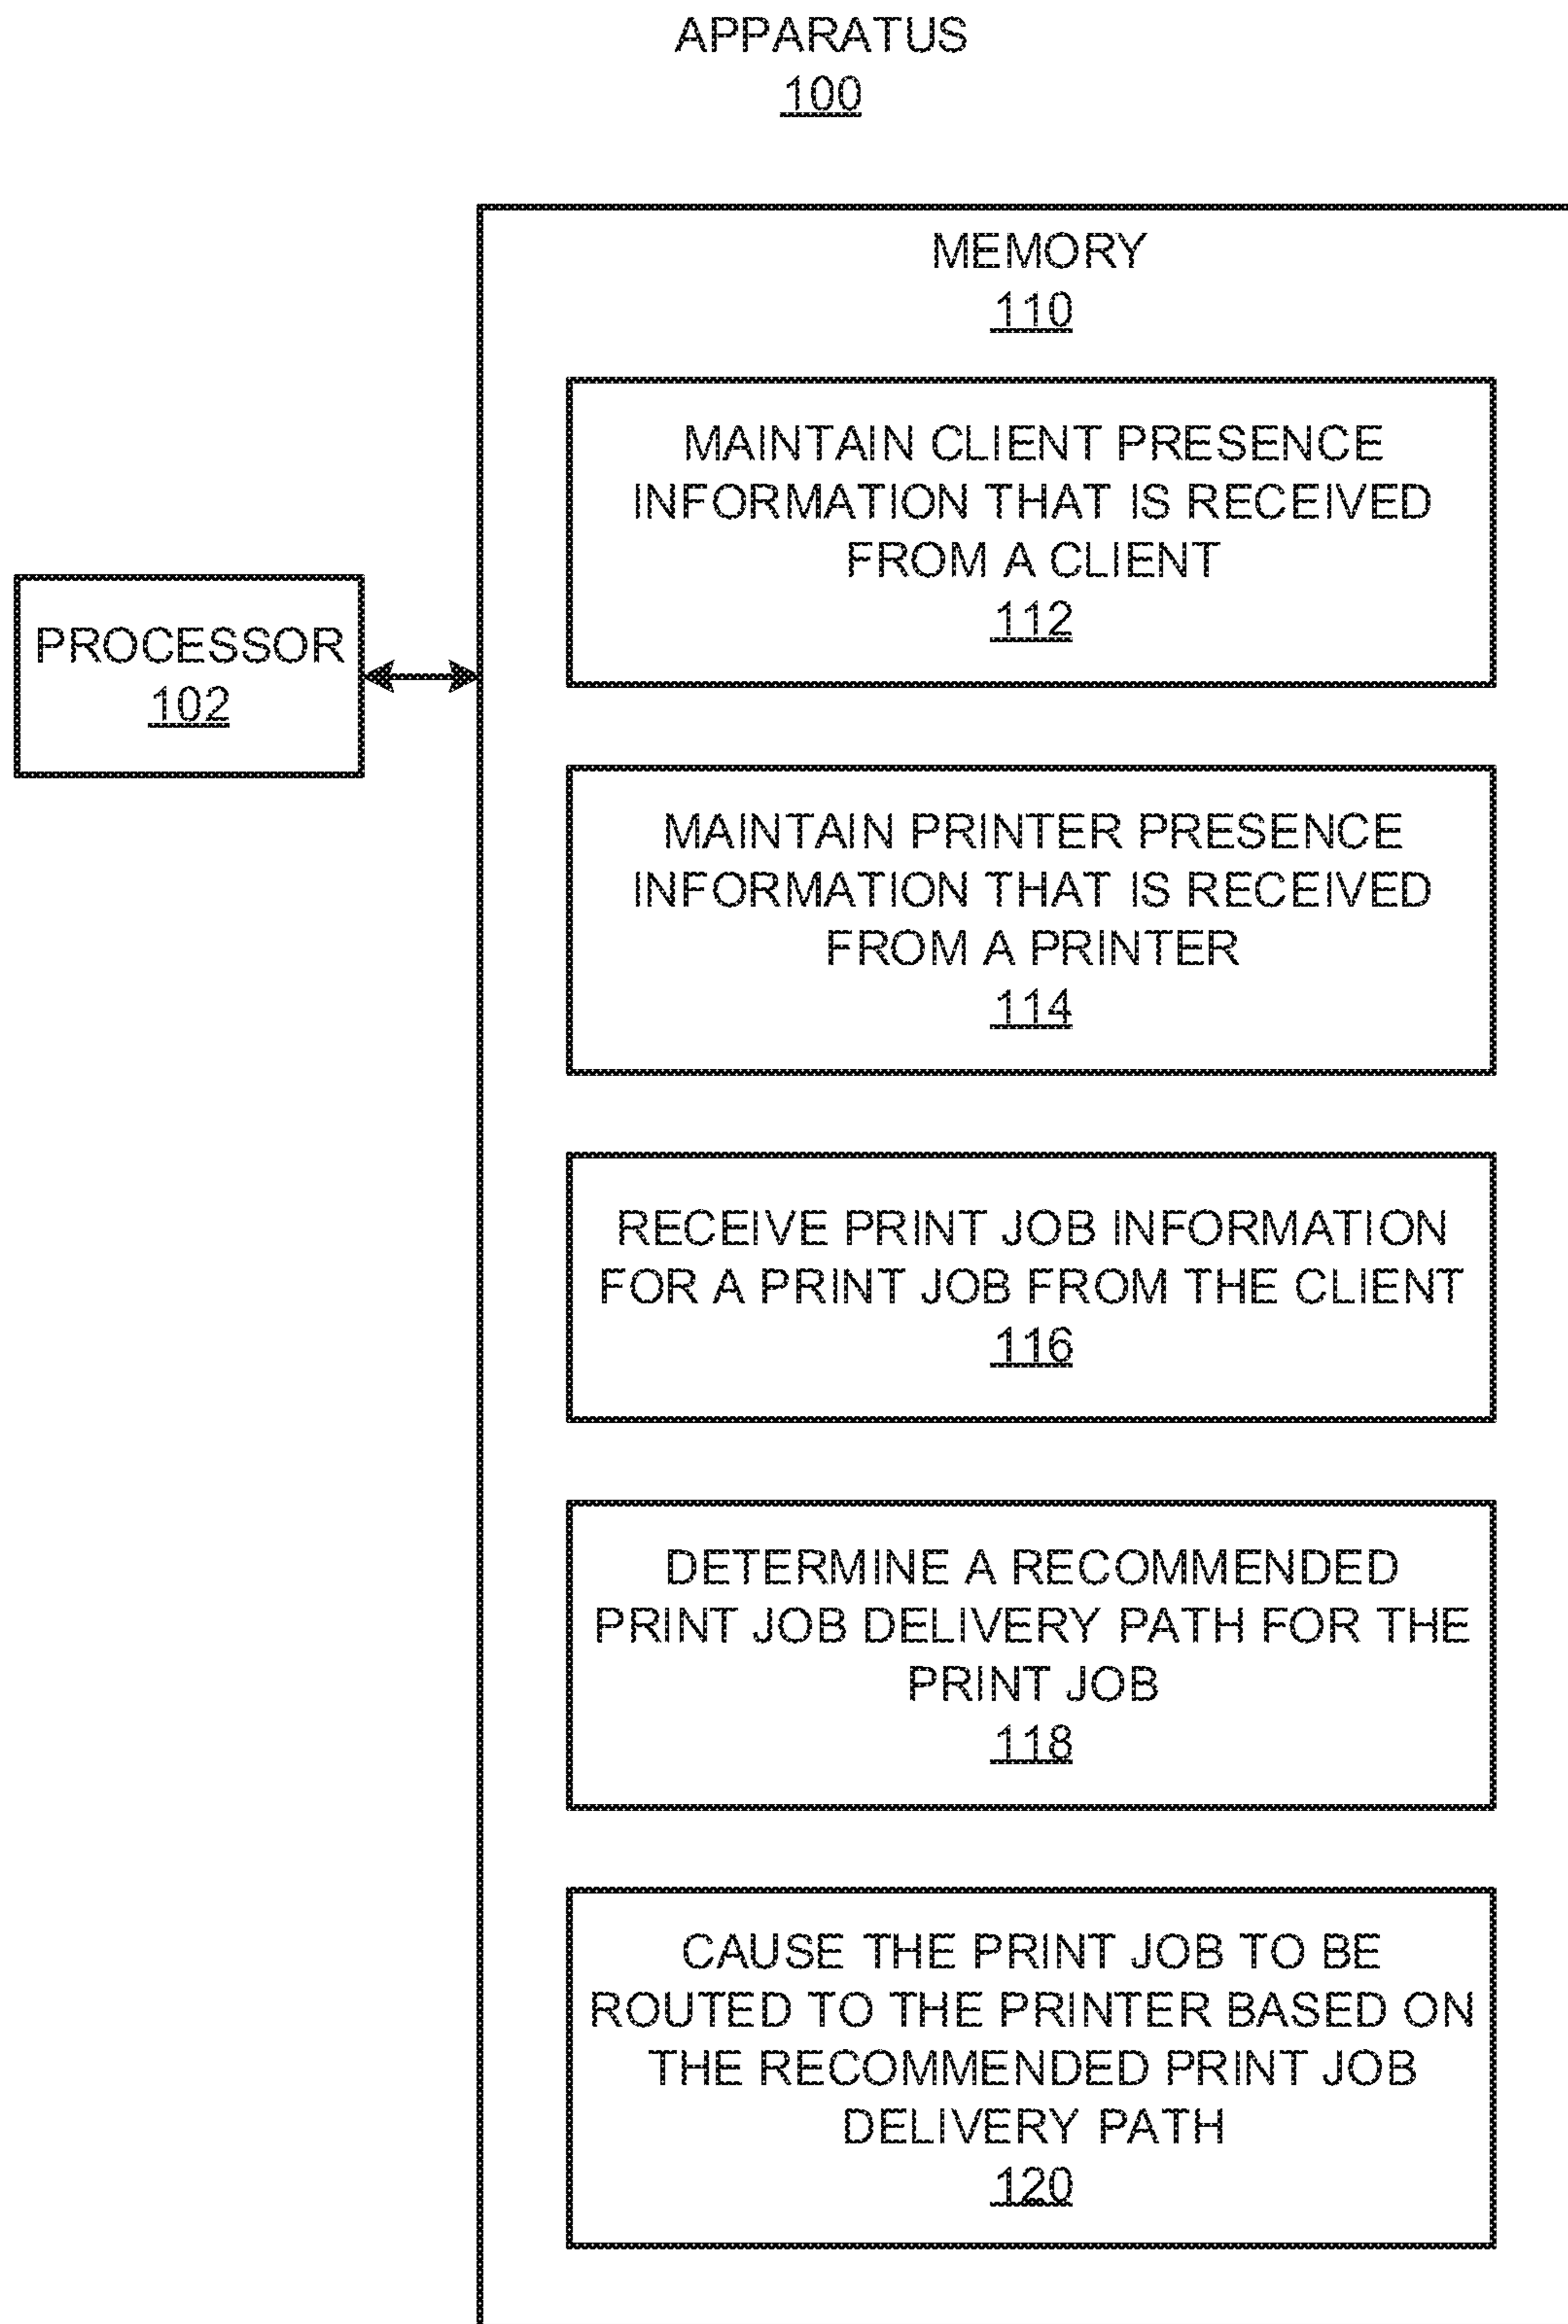 APPARATUS
100
MEMORY
110
MAINTAIN CLIENT PRESENCE
INFORMATION THAT IS RECEIVED
FROM A CLIENT
112
PROCESSOR
102
MAINTAIN PRINTER PRESENCE
INFORMATION THAT IS RECEIVED
FROM A PRINTER
114
RECEIVE PRINT JOB INFORMATION
FOR A PRINT JOB FROM THE CLIENT
116
DETERMINE A RECOMMENDED
PRINT JOB DELIVERY PATH FOR THE
PRINT JOB
118
CAUSE THE PRINT JOB TO BE
ROUTED TO THE PRINTER BASED ON
THE RECOMMENDED PRINT JOB
DELIVERY PATH
120